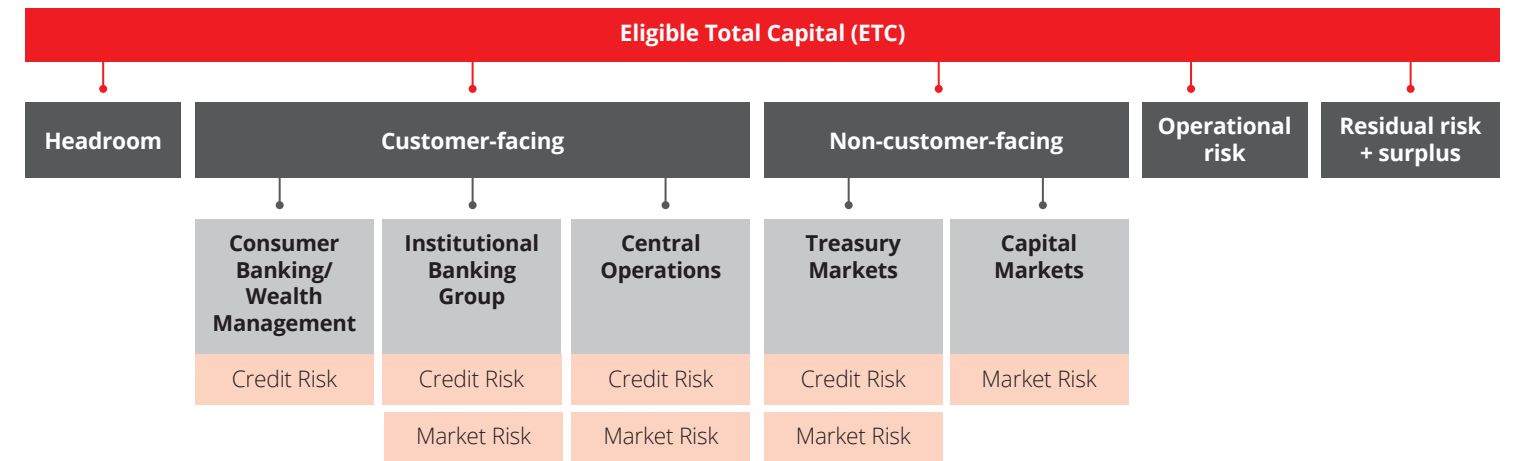 Eligible Total Capital (ETC)
Headroom
Customer-facing
Non-customer-facing
Operational
risk
Residual risk
+ surplus
Consumer
Banking/
Wealth
Management
Institutional
Banking
Group
Central
Operations
Treasury
Markets
Capital
Markets
Credit Risk
Credit Risk
Credit Risk
Credit Risk
Market Risk
Market Risk
Market Risk
Market Risk